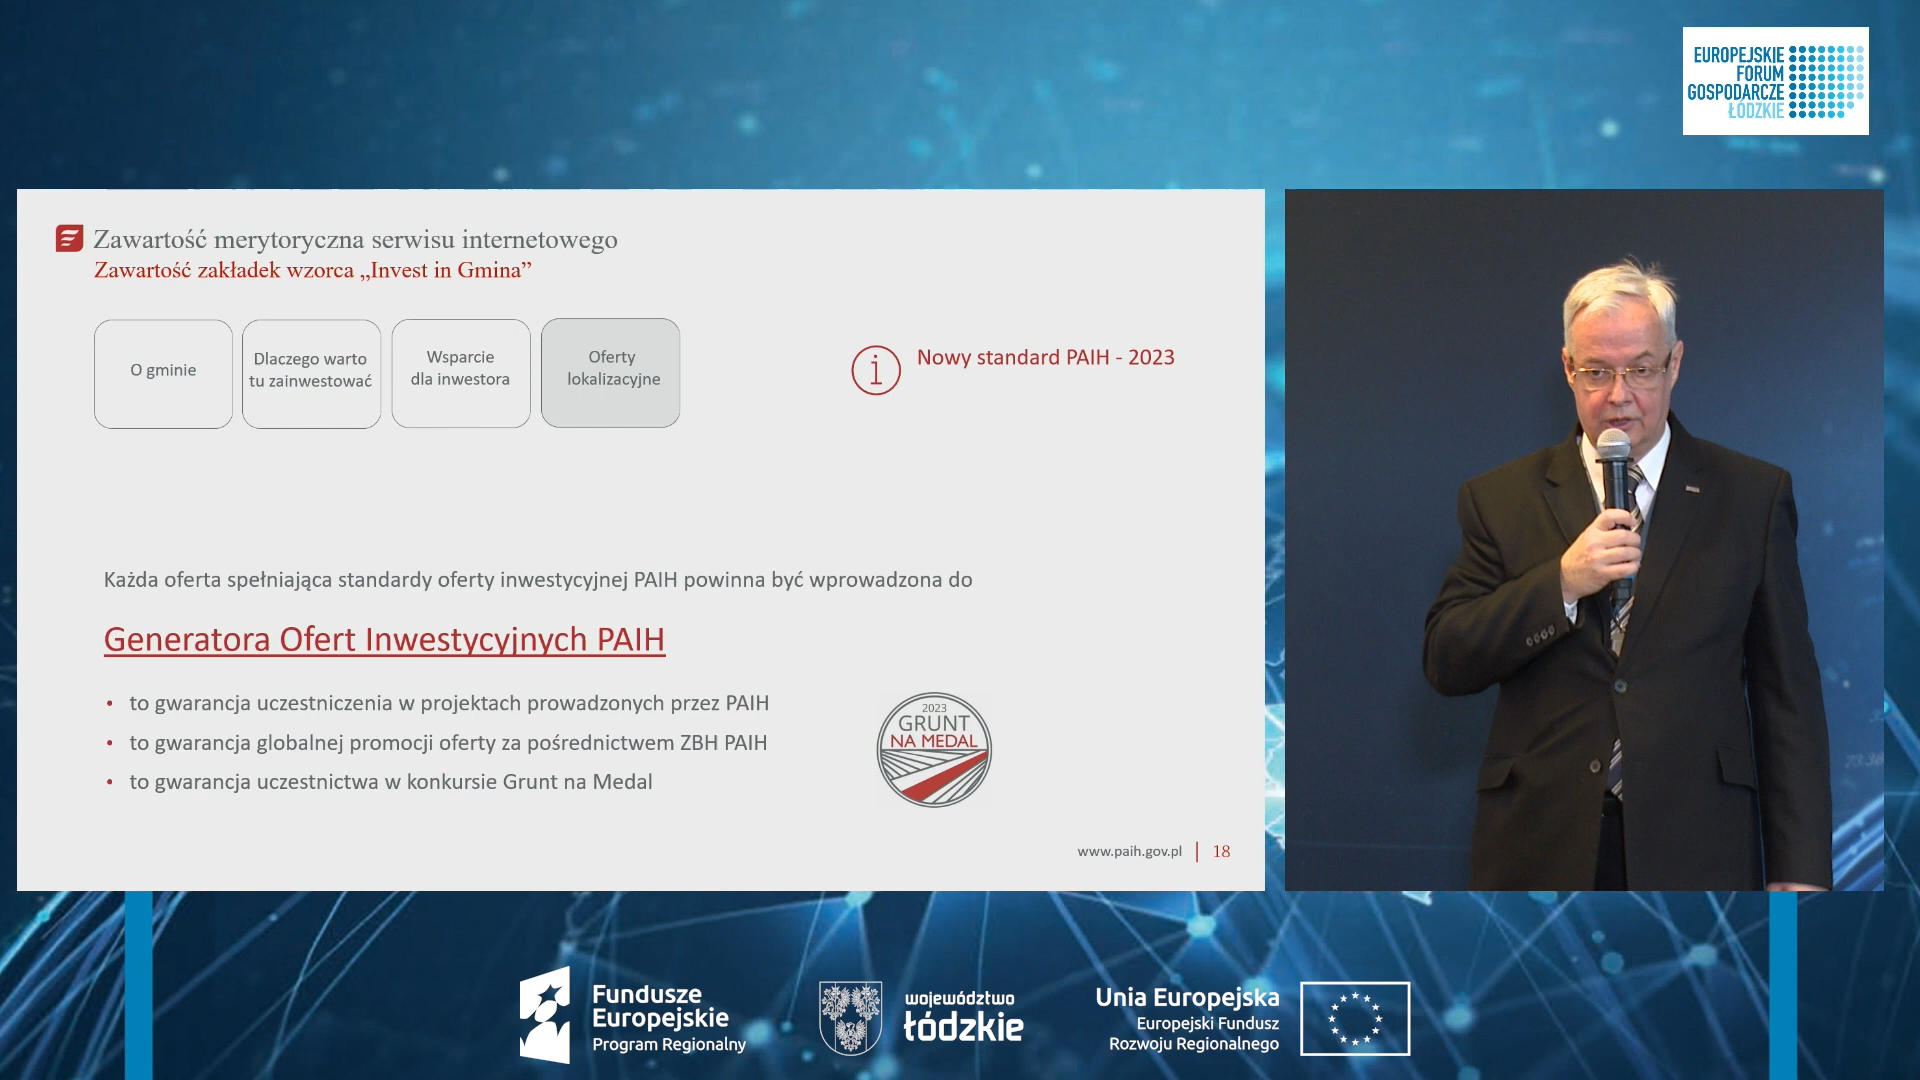 EUROPEJSKIE
FORUM
GOSPODARCZE
ŁÓDZKIE
Zawartość merytoryczna serwisu internetowego
Zawartość zakładek wzorca „Invest in Gmina”
O gminie
Dlaczego warto
tu zainwestować
Wsparcie
dla inwestora
Oferty
lokalizacyjne
i
Nowy standard PAIH - 2023
Każda oferta spełniająca standardy oferty inwestycyjnej PAIH powinna być wprowadzona do
Generatora Ofert Inwestycyjnych PAIH
• to gwarancja uczestniczenia w projektach prowadzonych przez PAIH
• to gwarancja globalnej promocji oferty za pośrednictwem ZBH PAIH
• to gwarancja uczestnictwa w konkursie Grunt na Medal
2023
GRUNT
NA MEDAL
www.paih.gov.pl | 18
Fundusze
Europejskie
Program Regionalny
województwo
łódzkie
Unia Europejska
Europejski Fundusz
Rozwoju Regionalnego